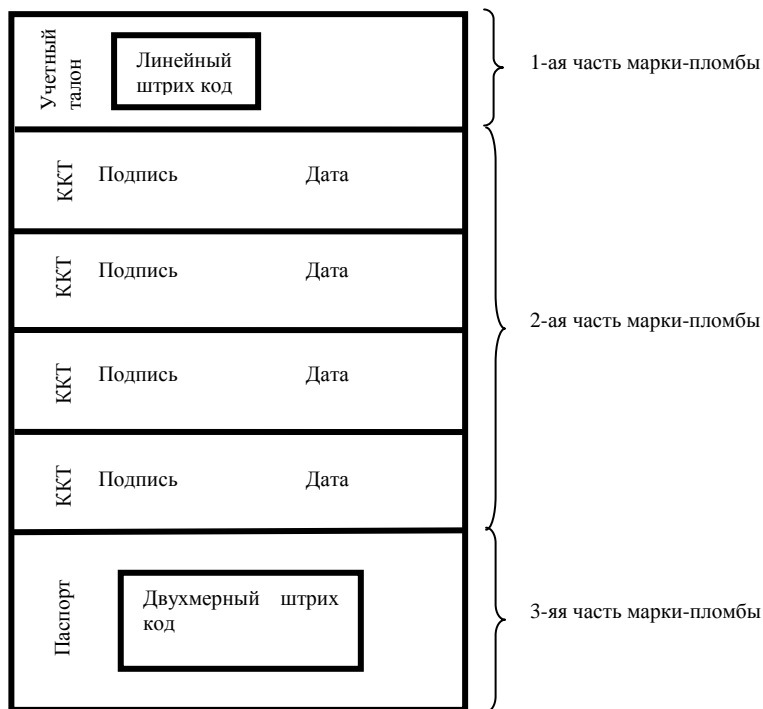 Учетный
талон
Линейный
штрих код
1-ая часть марки-пломбы
ККТ Подпись Дата
ККТ Подпись Дата
2-ая часть марки-пломбы
ККТ Подпись Дата
ККТ Подпись Дата
Паспорт
Двухмерный штрих
код
3-яя часть марки-пломбы